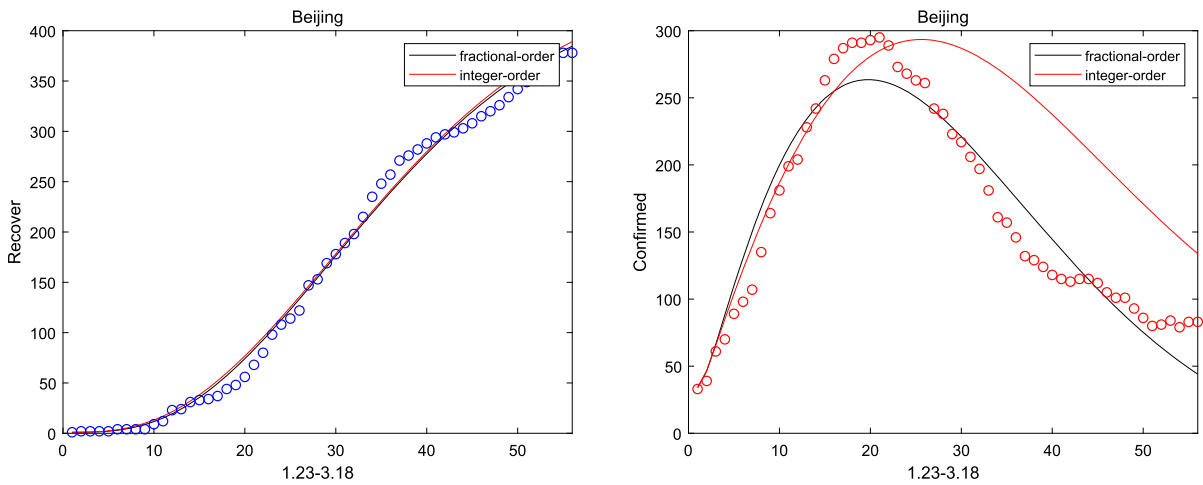 Beijing
400
350
300
250
200
150
100
50
0
Recover
fractional-order
integer-order
0 10 20 30 40 50
1.23-3.18
Beijing
300
250
200
150
100
50
0
Confirmed
fractional-order
integer-order
0 10 20 30 40 50
1.23-3.18